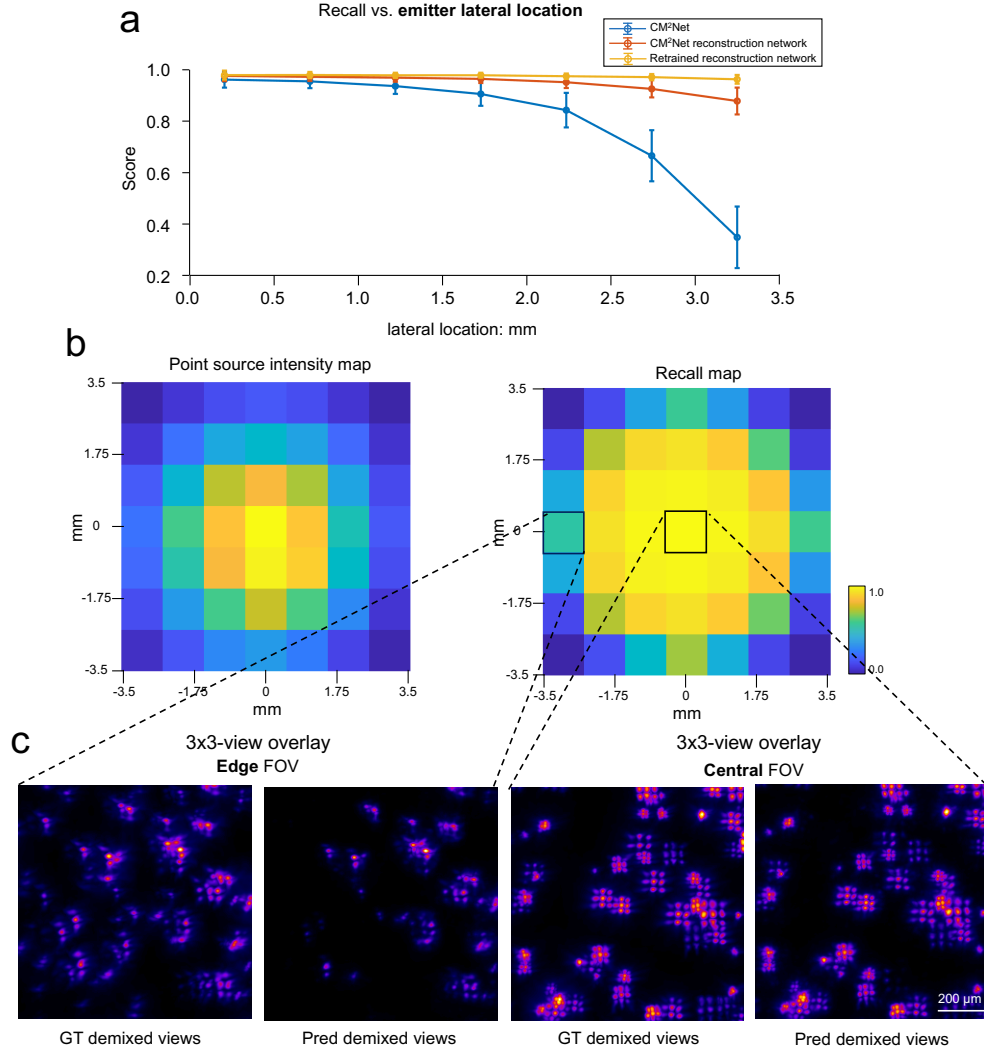 a
Recall vs. emitter lateral location
CM²Net
CM²Net reconstruction network
Retrained reconstruction network
1.0
0.8
0.6
0.4
0.2
Score
0.0 0.5 1.0 1.5 2.0 2.5 3.0 3.5
lateral location: mm
b
Point source intensity map
3.5
1.75
0
-1.75
-3.5
mm
-3.5 -1.75 0 1.75 3.5
mm
Recall map
3.5
1.75
0
-1.75
-3.5
mm
-3.5 -1.75 0 1.75 3.5
mm
1.0
0.0
c
3x3-view overlay
Edge FOV
3x3-view overlay
Central FOV
200 µm
GT demixed views
Pred demixed views
GT demixed views
Pred demixed views